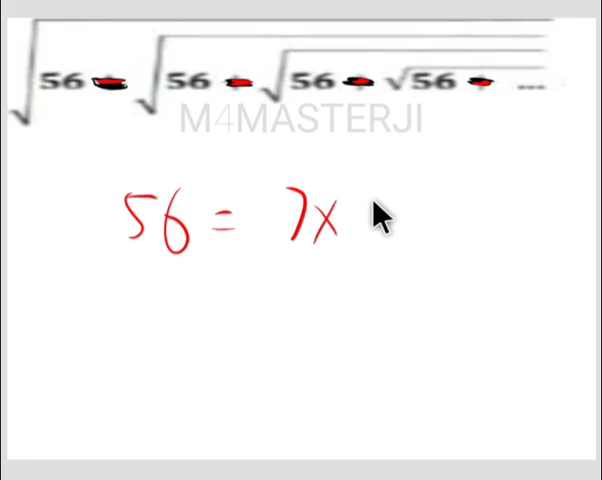 √56 - √56 - √56 - √56 - ...
M4MASTERJI
56 = 7x